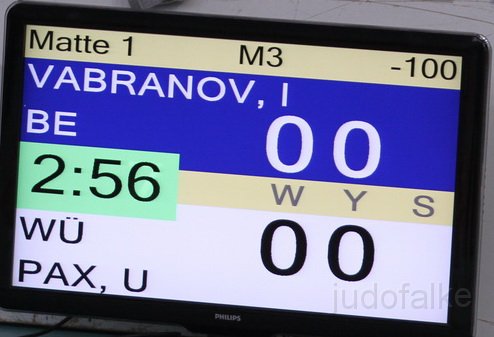 Matte 1 M3 -100
VABRANOV, I
BE 0 0
2:56 W Y S
WÜ 0 0
PAX, U
judofalke
PHILIPS